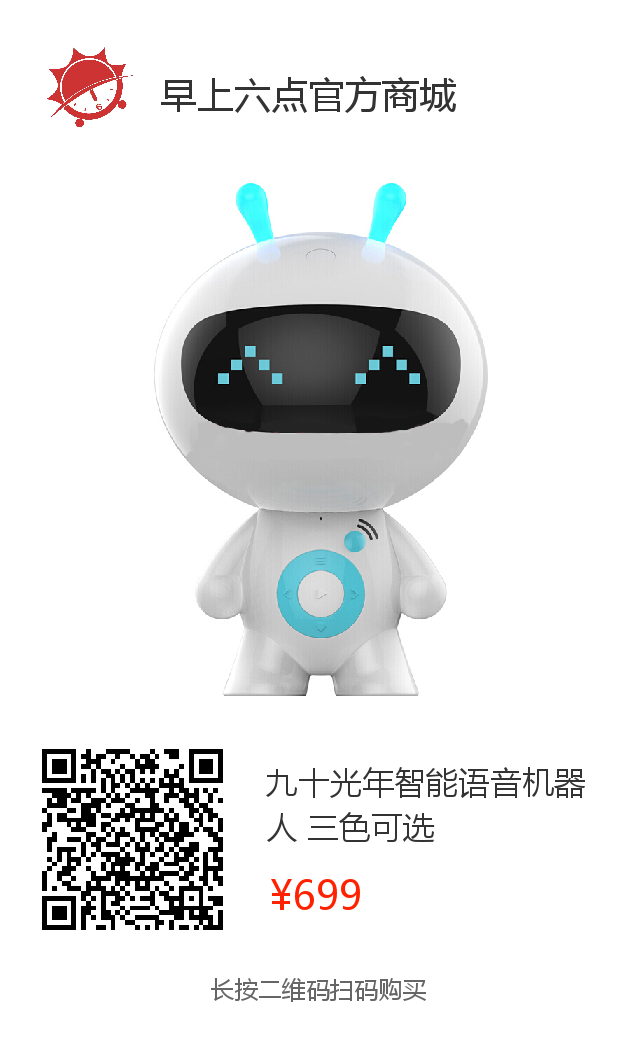 早上六点官方商城
九十光年智能语音机器
人 三色可选
¥699
长按二维码扫码购买